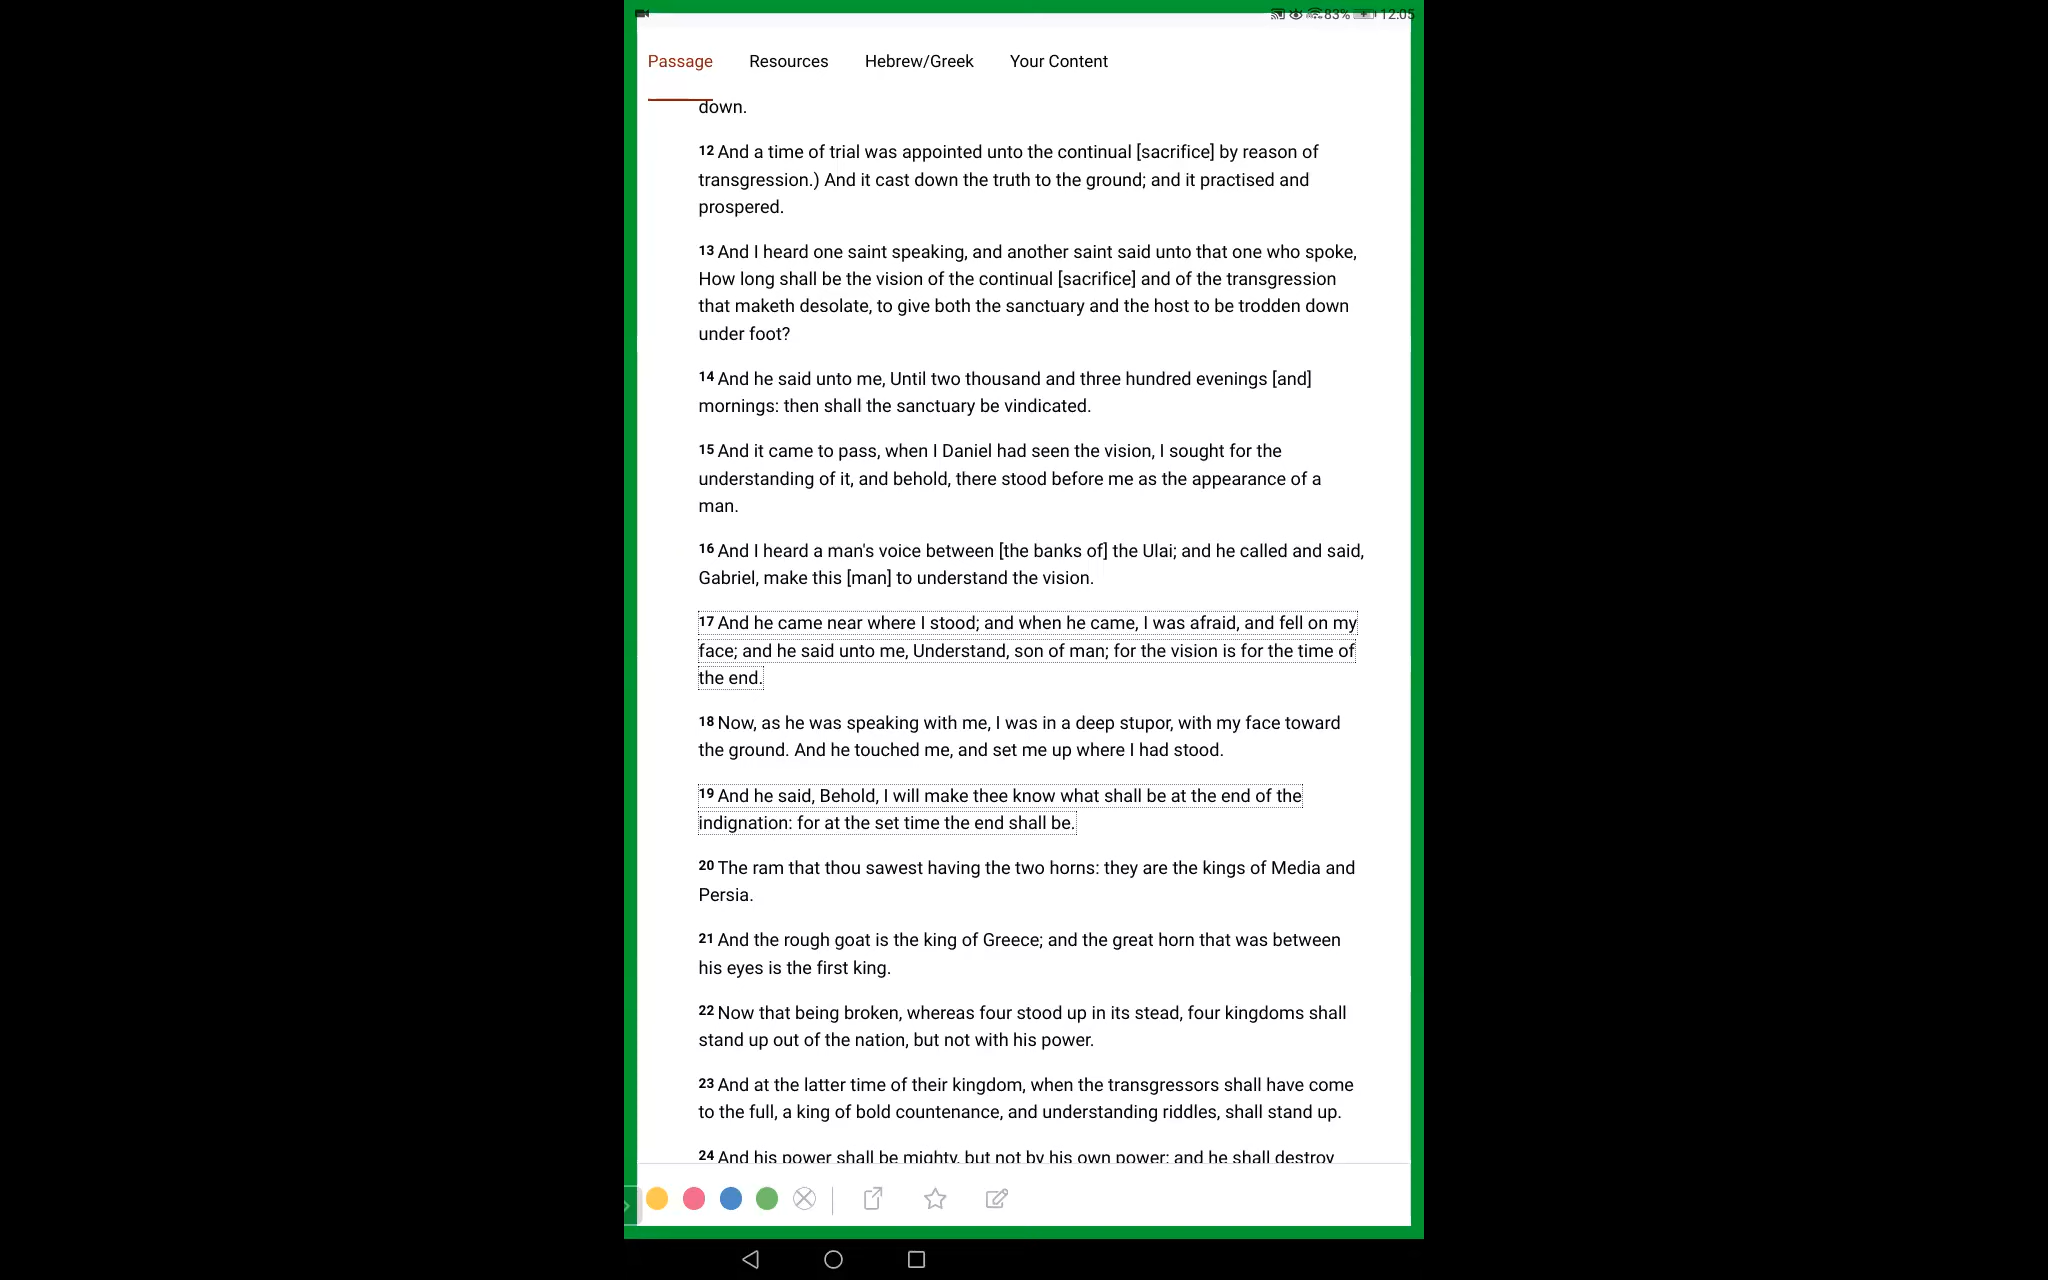 83% 12:05
Passage Resources Hebrew/Greek Your Content
down.
12 And a time of trial was appointed unto the continual [sacrifice] by reason of
transgression.) And it cast down the truth to the ground; and it practised and
prospered.
13 And I heard one saint speaking, and another saint said unto that one who spoke,
How long shall be the vision of the continual [sacrifice] and of the transgression
that maketh desolate, to give both the sanctuary and the host to be trodden down
under foot?
14 And he said unto me, Until two thousand and three hundred evenings [and]
mornings: then shall the sanctuary be vindicated.
15 And it came to pass, when I Daniel had seen the vision, I sought for the
understanding of it, and behold, there stood before me as the appearance of a
man.
16 And I heard a man's voice between [the banks of] the Ulai; and he called and said,
Gabriel, make this [man] to understand the vision.
17 And he came near where I stood; and when he came, I was afraid, and fell on my
face; and he said unto me, Understand, son of man; for the vision is for the time of
the end.
18 Now, as he was speaking with me, I was in a deep stupor, with my face toward
the ground. And he touched me, and set me up where I had stood.
19 And he said, Behold, I will make thee know what shall be at the end of the
indignation: for at the set time the end shall be.
20 The ram that thou sawest having the two horns: they are the kings of Media and
Persia.
21 And the rough goat is the king of Greece; and the great horn that was between
his eyes is the first king.
22 Now that being broken, whereas four stood up in its stead, four kingdoms shall
stand up out of the nation, but not with his power.
23 And at the latter time of their kingdom, when the transgressors shall have come
to the full, a king of bold countenance, and understanding riddles, shall stand up.
24 And his power shall be mighty, but not by his own power; and he shall destroy